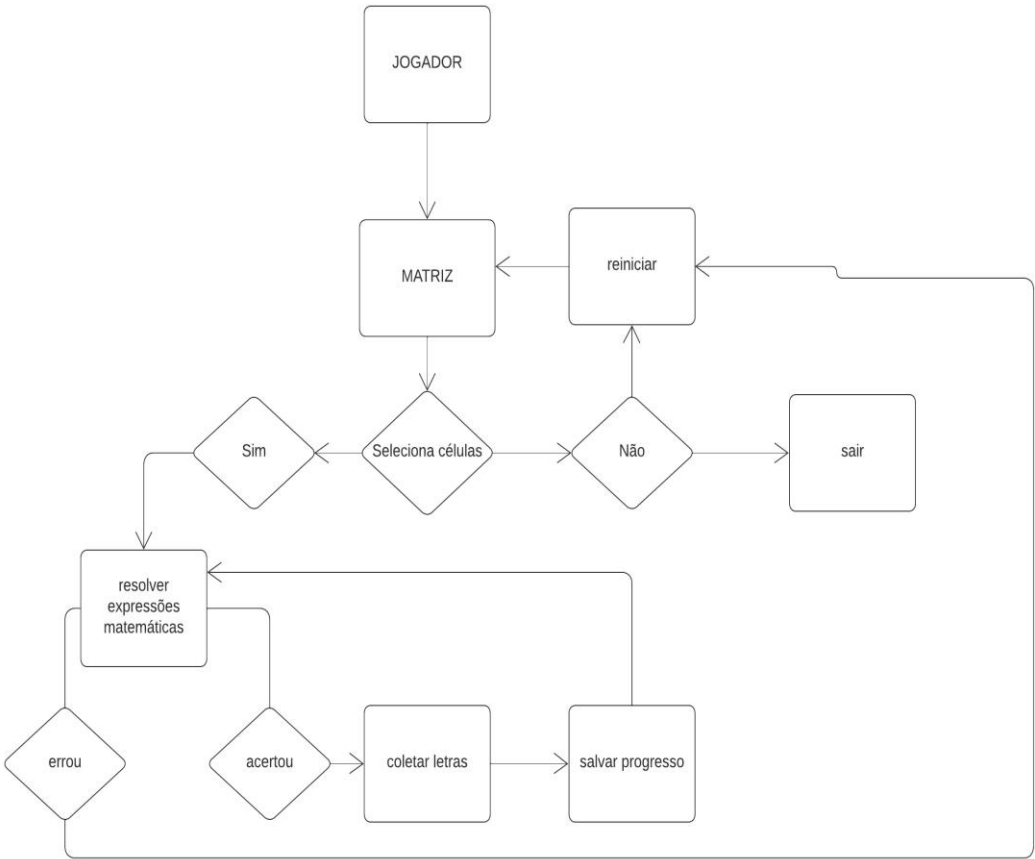 JOGADOR
MATRIZ
reiniciar
Sim
Seleciona células
Não
sair
resolver
expressões
matemáticas
errou
acertou
coletar letras
salvar progresso